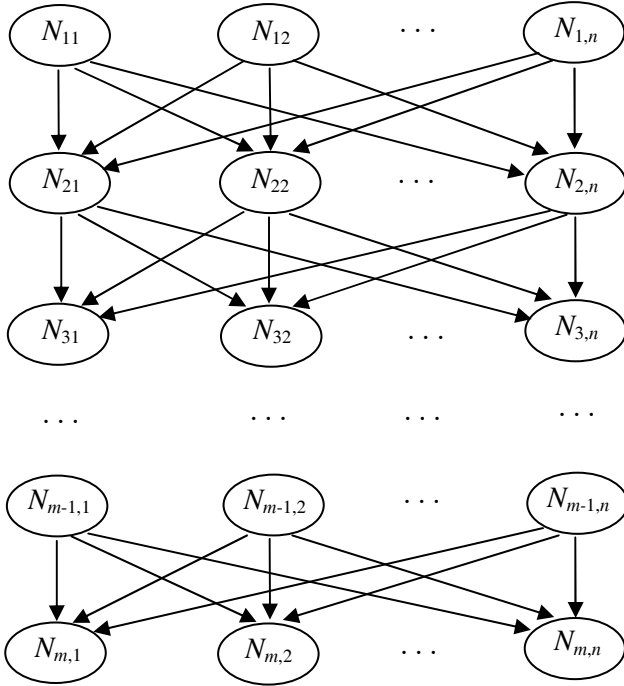 N11 N12 . . . N1,n
N21 N22 . . . N2,n
N31 N32 . . . N3,n
. . . . . . . . . . . .
Nm-1,1 Nm-1,2 . . . Nm-1,n
Nm,1 Nm,2 . . . Nm,n